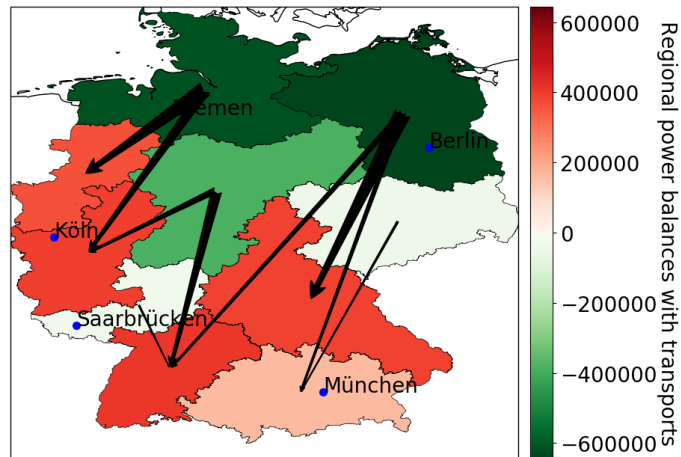 Bremen
Berlin
Köln
Saarbrücken
München
600000
400000
200000
0
−200000
−400000
−600000
Regional power balances with transports